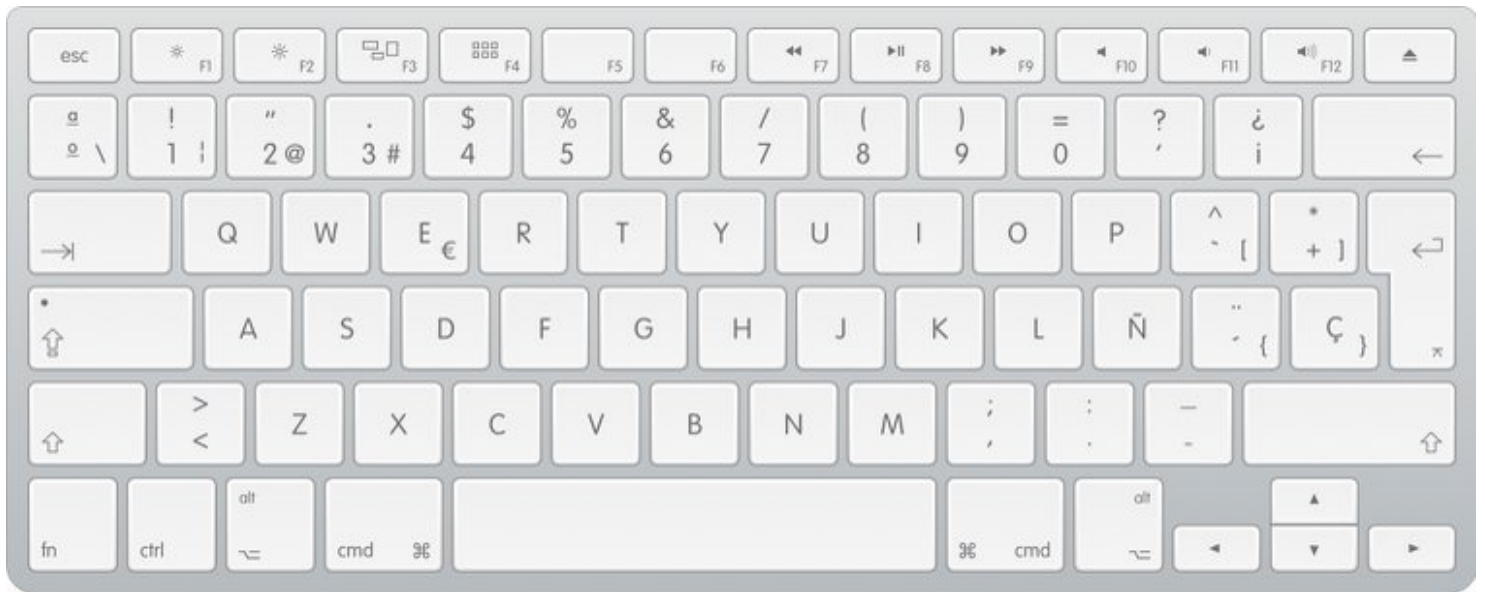 esc F1 F2 F3 F4 F5 F6 F7 F8 F9 F10 F11 F12
ª º \ ! 1 ¦ " 2 @ · 3 # $ 4 % 5 & 6 / 7 ( 8 ) 9 = 0 ? ' ¿ ¡ ←
→| Q W E € R T Y U I O P ^ ` [ * + ]
A S D F G H J K L Ñ ¨ ´ { Ç }
> < Z X C V B N M ; , : . _ -
fn ctrl alt ⌥ cmd ⌘ ⌘ cmd alt ⌥ ◄ ▲ ▼ ►